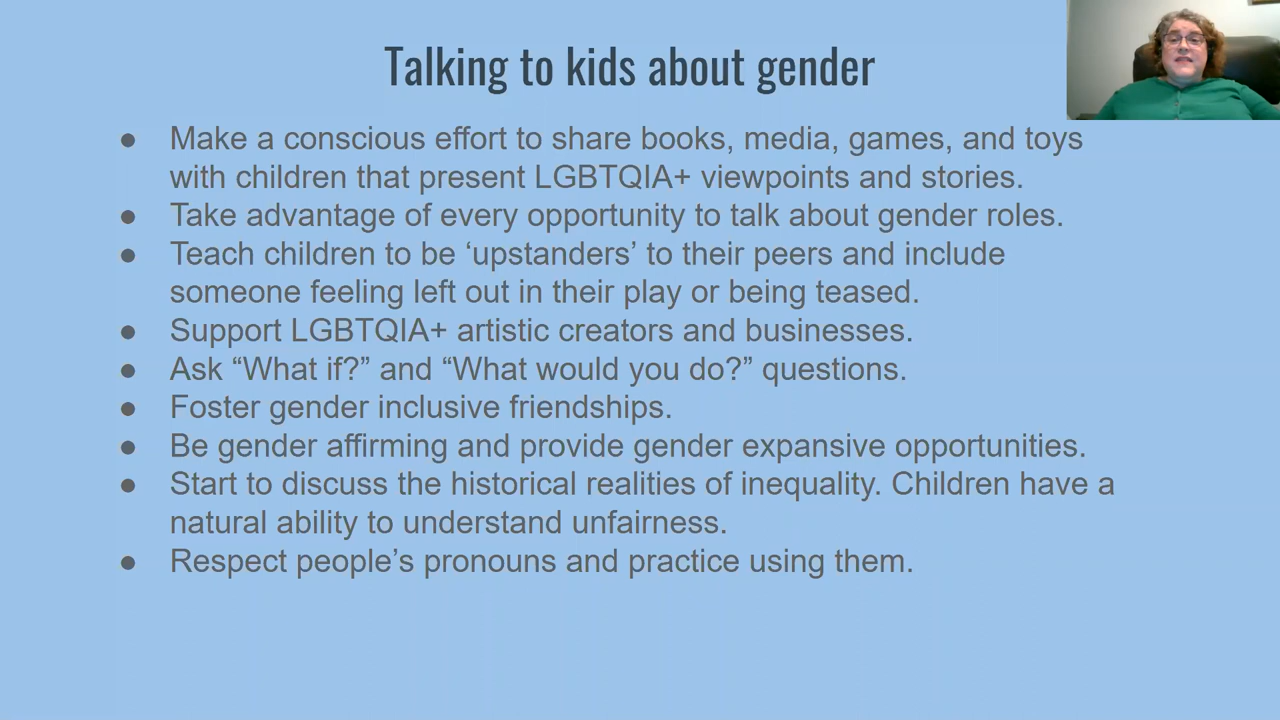 Talking to kids about gender
● Make a conscious effort to share books, media, games, and toys
with children that present LGBTQIA+ viewpoints and stories.
● Take advantage of every opportunity to talk about gender roles.
● Teach children to be ‘upstanders’ to their peers and include
someone feeling left out in their play or being teased.
● Support LGBTQIA+ artistic creators and businesses.
● Ask “What if?” and “What would you do?” questions.
● Foster gender inclusive friendships.
● Be gender affirming and provide gender expansive opportunities.
● Start to discuss the historical realities of inequality. Children have a
natural ability to understand unfairness.
● Respect people’s pronouns and practice using them.